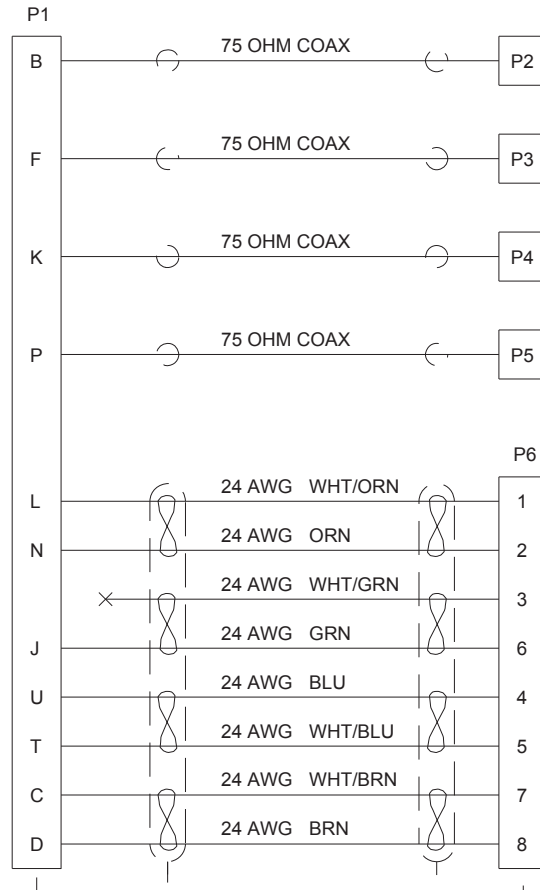 P1
B 75 OHM COAX P2
F 75 OHM COAX P3
K 75 OHM COAX P4
P 75 OHM COAX P5
P6
L 24 AWG WHT/ORN 1
N 24 AWG ORN 2
24 AWG WHT/GRN 3
J 24 AWG GRN 6
U 24 AWG BLU 4
T 24 AWG WHT/BLU 5
C 24 AWG WHT/BRN 7
D 24 AWG BRN 8